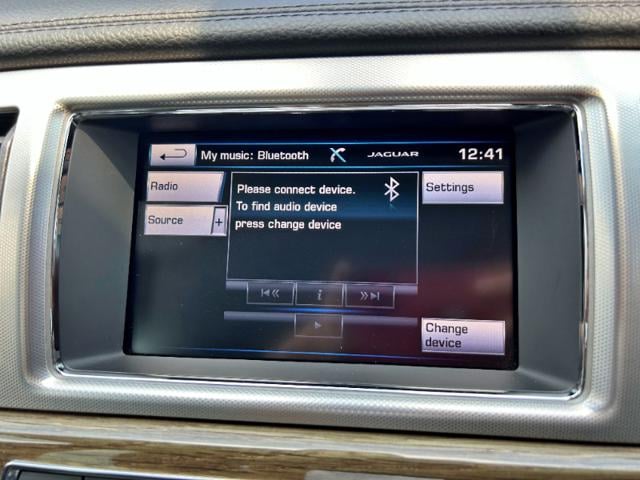 My music: Bluetooth
JAGUAR
12:41
Radio
Source +
Please connect device.
To find audio device
press change device
Settings
i
Change
device